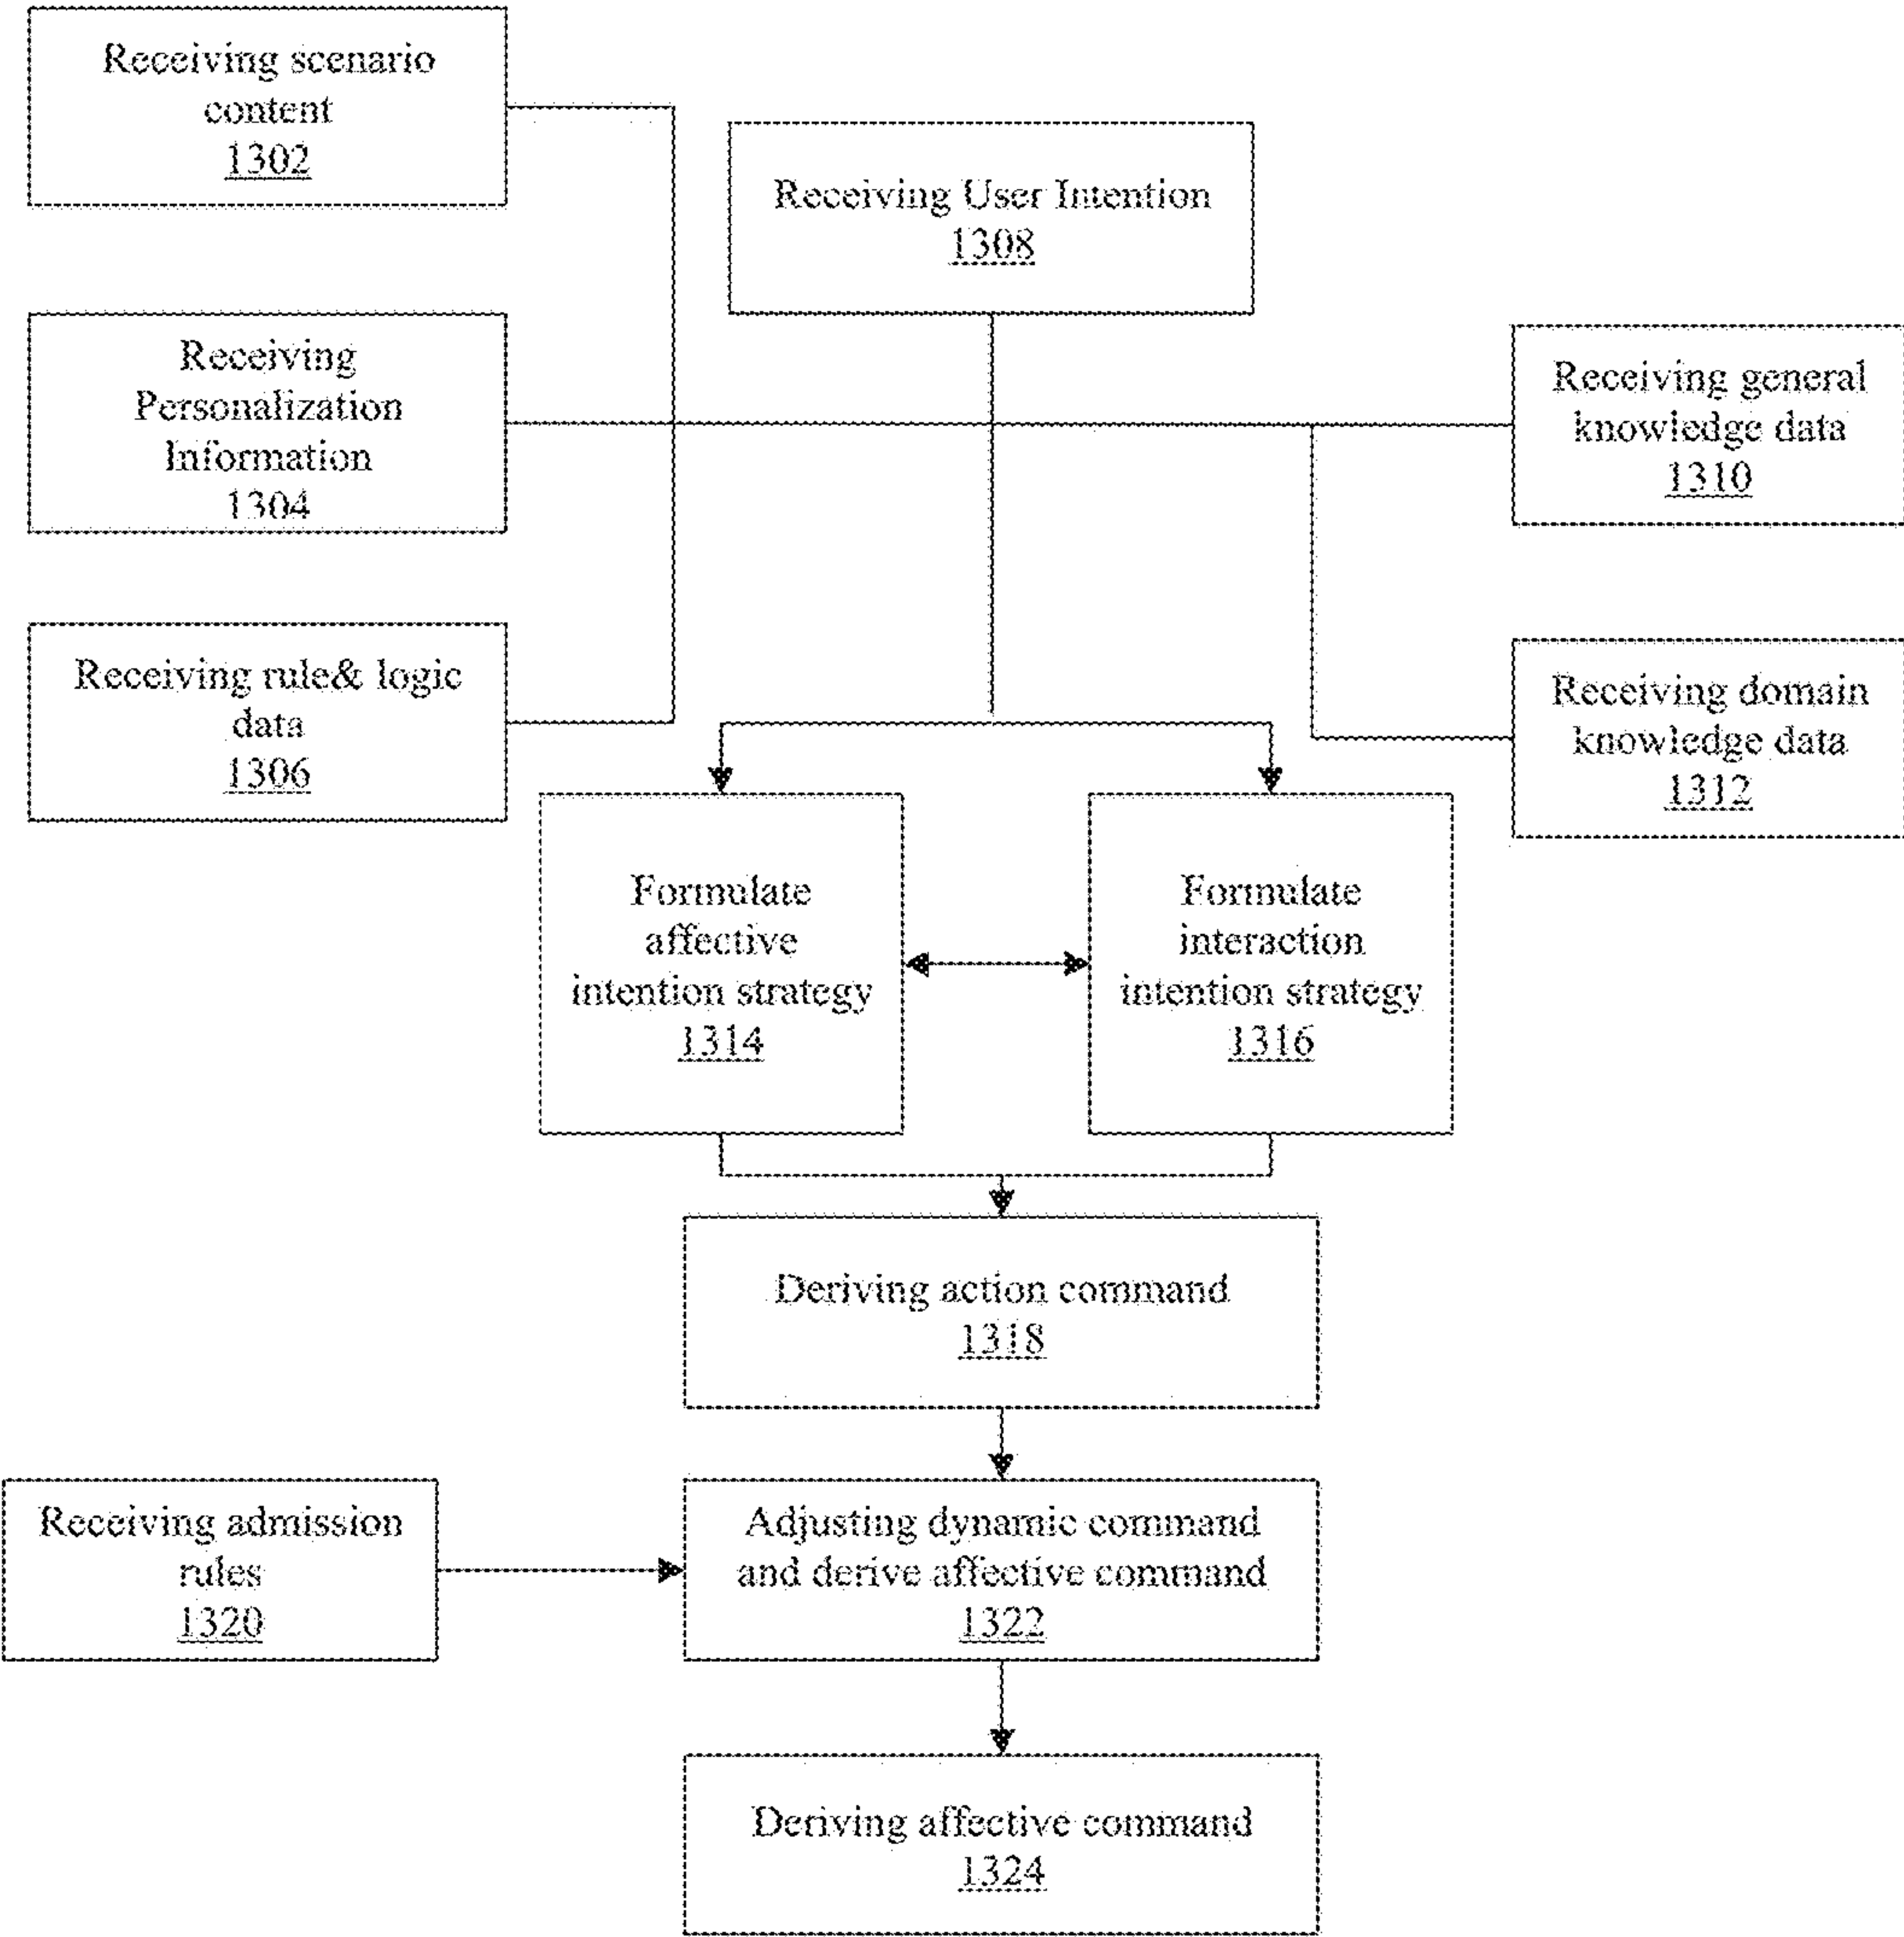 Receiving scenario
content
1302
Receiving User Intention
1308
Receiving
Personalization
Information
1304
Receiving general
knowledge data
1310
Receiving rule& logic
data
1306
Receiving domain
knowledge data
1312
Formulate
affective
intention strategy
1314
Formulate
interaction
intention strategy
1316
Deriving action command
1318
Receiving admission
rules
1320
Adjusting dynamic command
and derive affective command
1322
Deriving affective command
1324